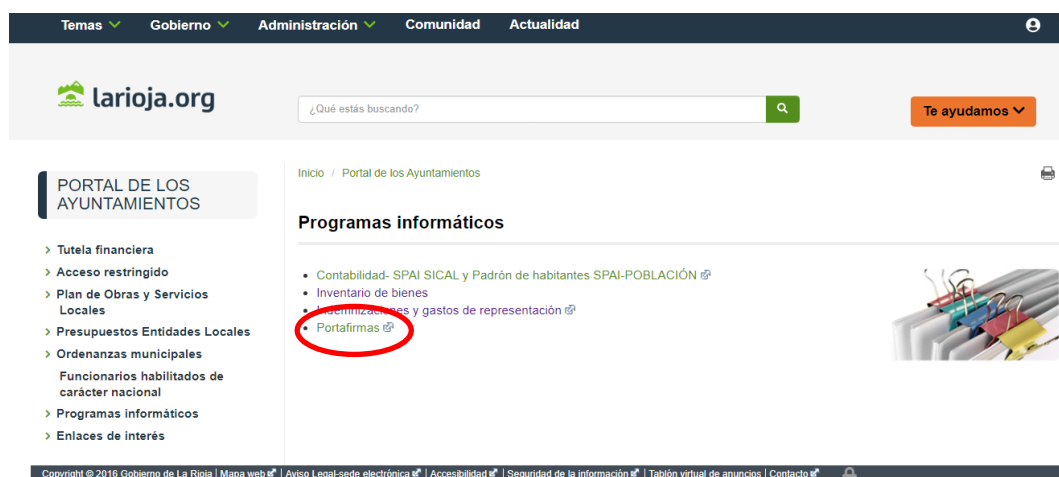 Temas Gobierno Administración Comunidad Actualidad
larioja.org
¿Qué estás buscando?
Te ayudamos
PORTAL DE LOS
AYUNTAMIENTOS
Inicio / Portal de los Ayuntamientos
Programas informáticos
Tutela financiera
Acceso restringido
Plan de Obras y Servicios
Locales
Presupuestos Entidades Locales
Ordenanzas municipales
Funcionarios habilitados de
carácter nacional
Programas informáticos
Enlaces de interés
Contabilidad- SPAI SICAL y Padrón de habitantes SPAI-POBLACIÓN
Inventario de bienes
Indemnizaciones y gastos de representación
Portafirmas
Copyright © 2016 Gobierno de La Rioja | Mapa web | Aviso Legal-sede electrónica | Accesibilidad | Seguridad de la información | Tablón virtual de anuncios | Contacto